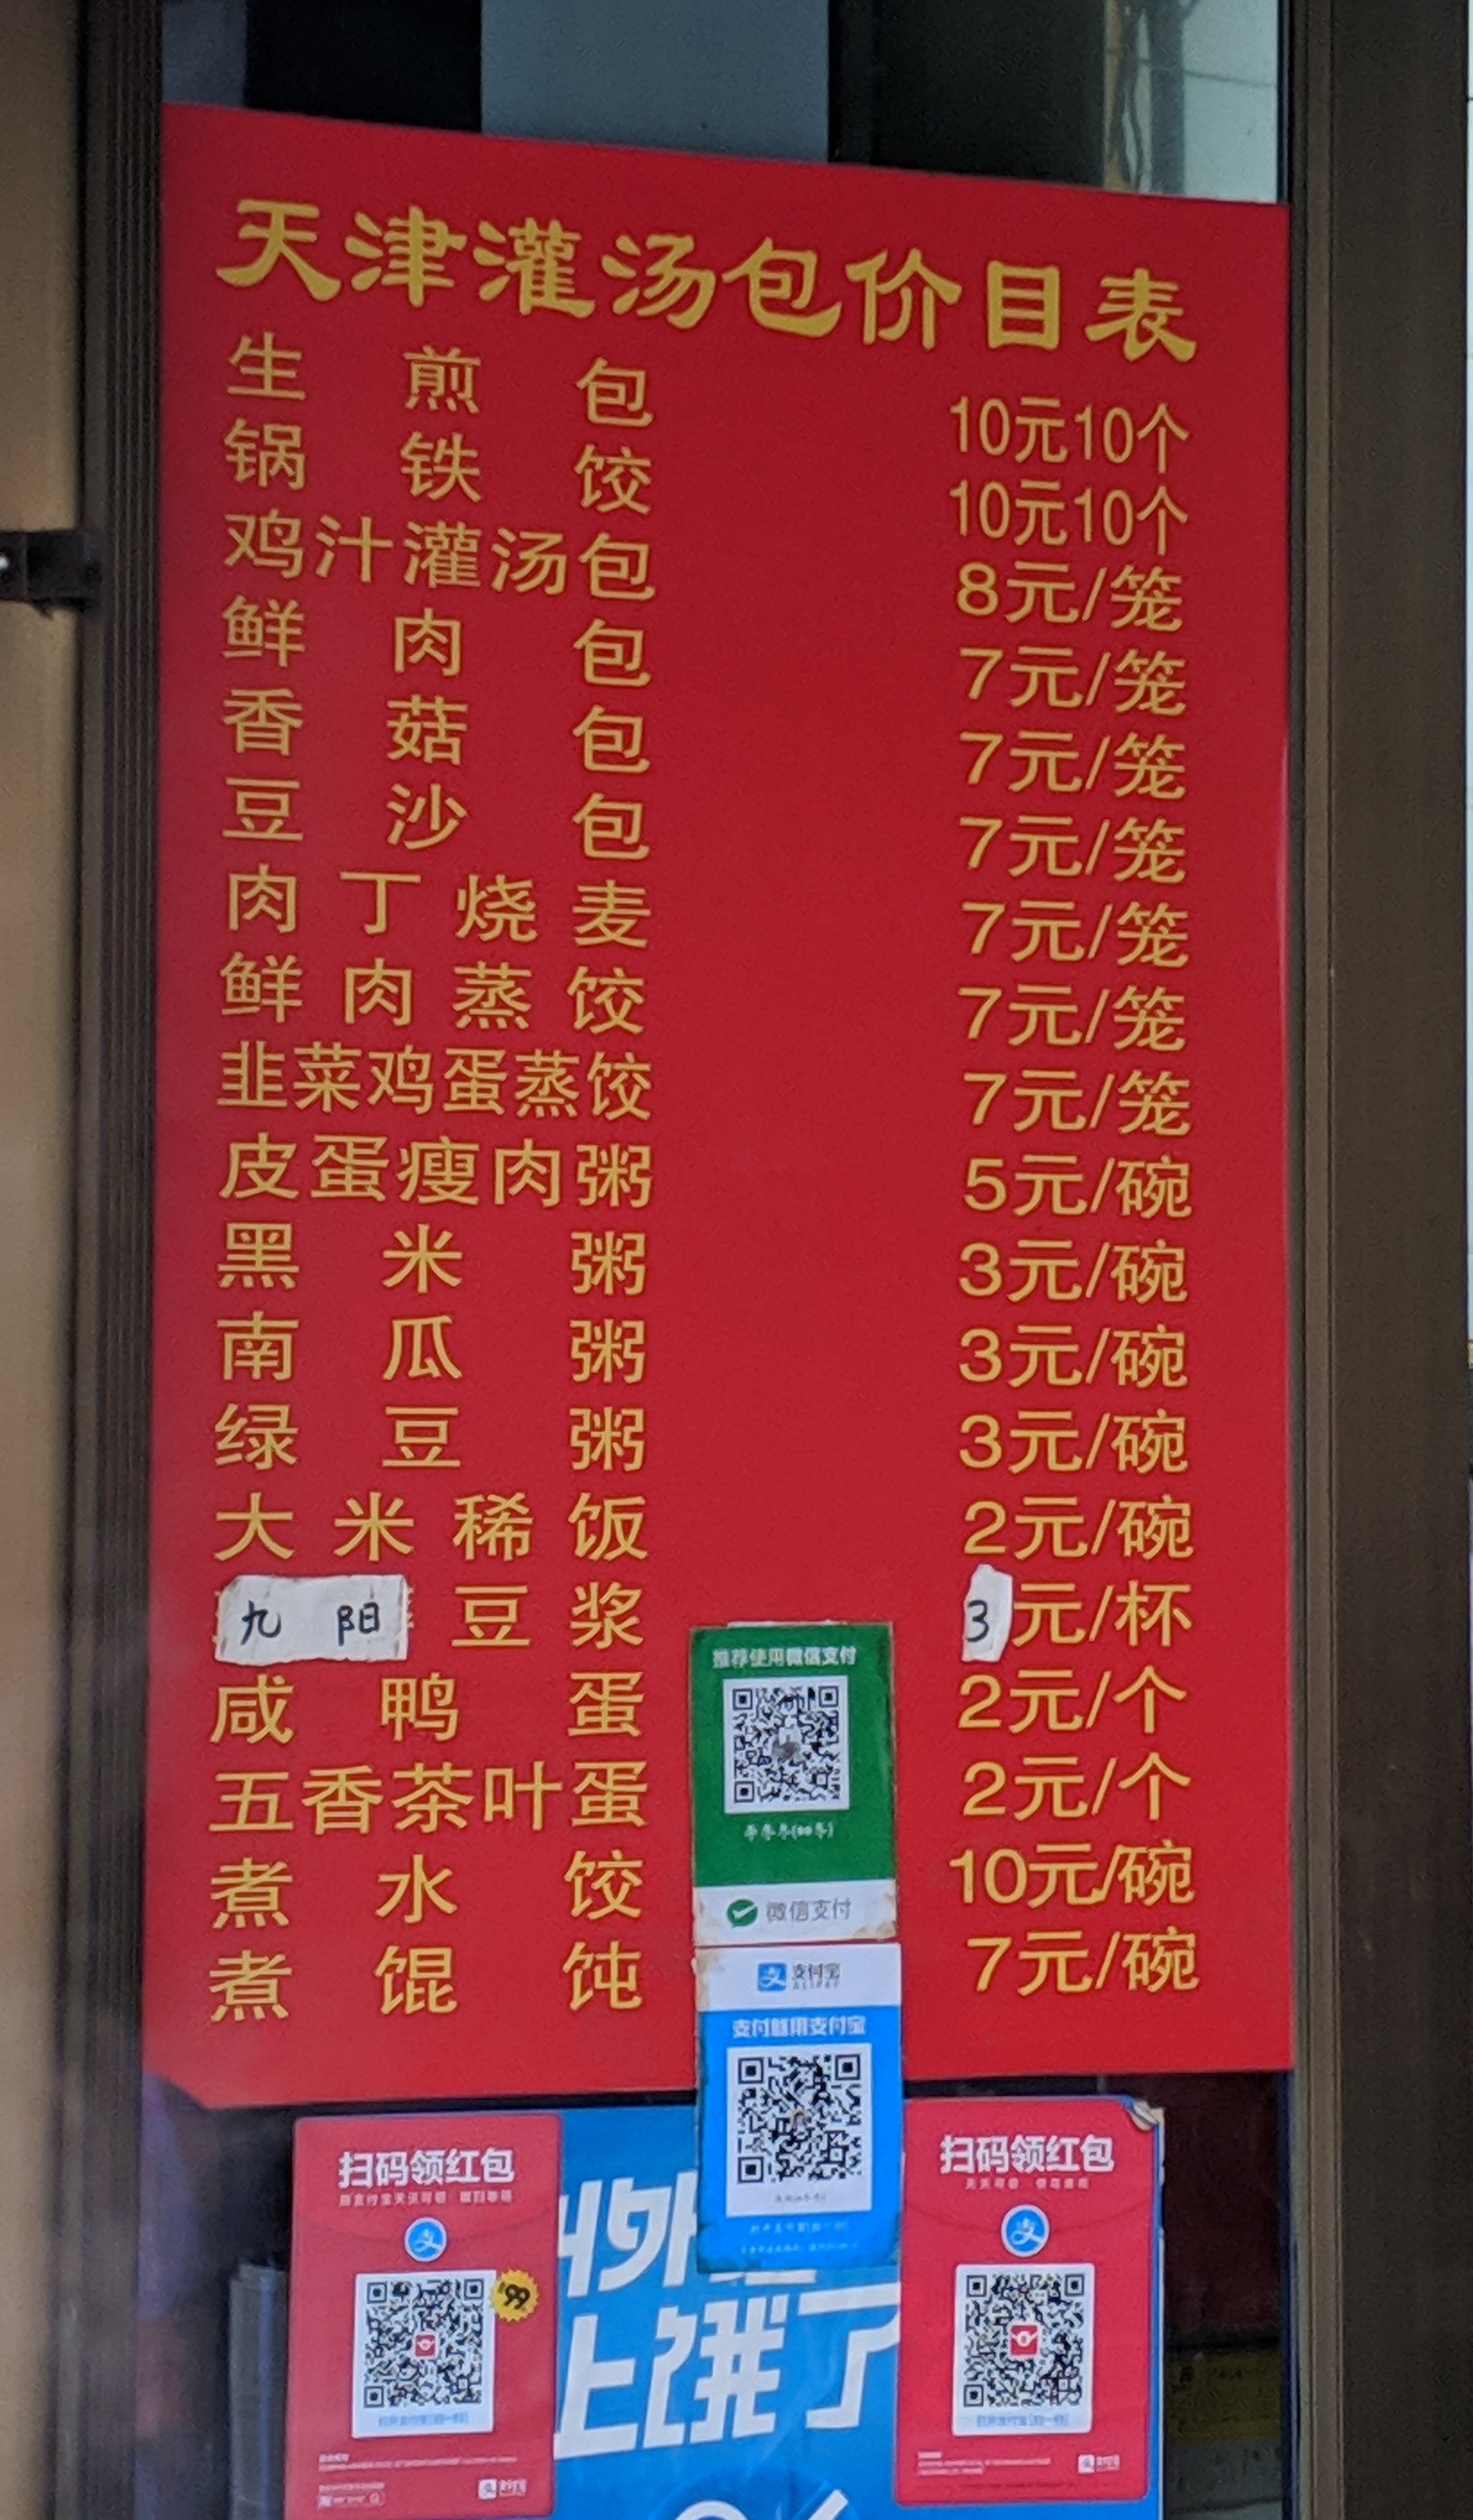 天津灌汤包价目表
生煎包 10元10个
锅铁饺 10元10个
鸡汁灌汤包 8元/笼
鲜肉包 7元/笼
香菇包 7元/笼
豆沙包 7元/笼
肉丁烧麦 7元/笼
鲜肉蒸饺 7元/笼
韭菜鸡蛋蒸饺 7元/笼
皮蛋瘦肉粥 5元/碗
黑米粥 3元/碗
南瓜粥 3元/碗
绿豆粥 3元/碗
大米稀饭 2元/碗
九阳豆浆 3元/杯
咸鸭蛋 2元/个
五香茶叶蛋 2元/个
煮水饺 10元/碗
煮馄饨 7元/碗
推荐使用微信支付
微信支付
支付宝
ALIPAY
支付就用支付宝
扫码领红包
99
支付宝
上饿了
扫码领红包
支付宝